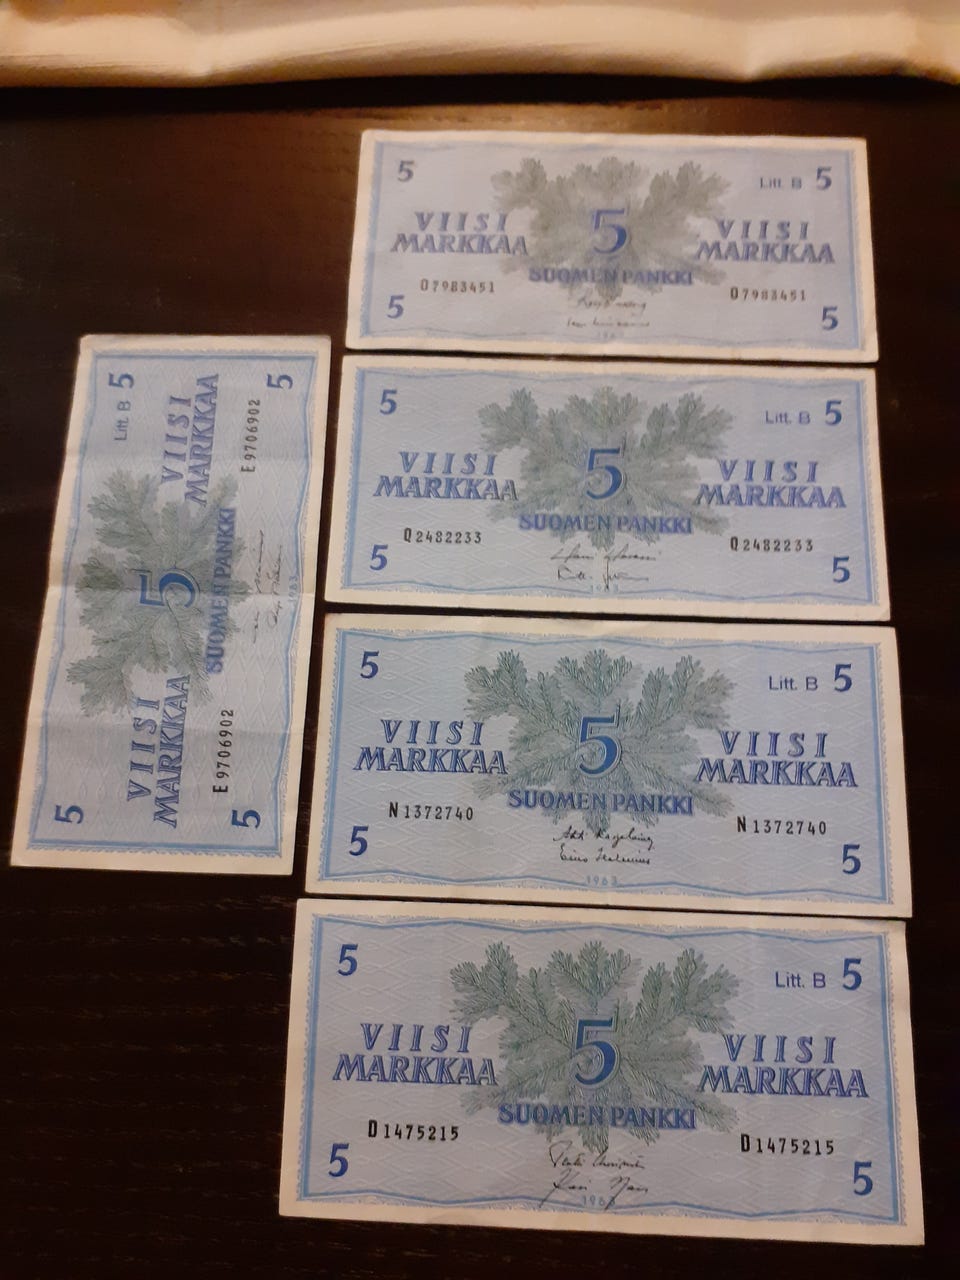 5 Litt. B 5
VIISI MARKKAA 5 VIISI MARKKAA
SUOMEN PANKKI
O7983451 O7983451
5 5
5 Litt. B 5
VIISI MARKKAA 5 VIISI MARKKAA
SUOMEN PANKKI
Q2482233 Q2482233
5 5
5 Litt. B 5
VIISI MARKKAA 5 VIISI MARKKAA
SUOMEN PANKKI
N1372740 N1372740
5 5
1963
5 Litt. B 5
VIISI MARKKAA 5 VIISI MARKKAA
SUOMEN PANKKI
D1475215 D1475215
5 5
1963
5 Litt. B 5
VIISI MARKKAA 5 VIISI MARKKAA
SUOMEN PANKKI
E9706902 E9706902
5 5
1963